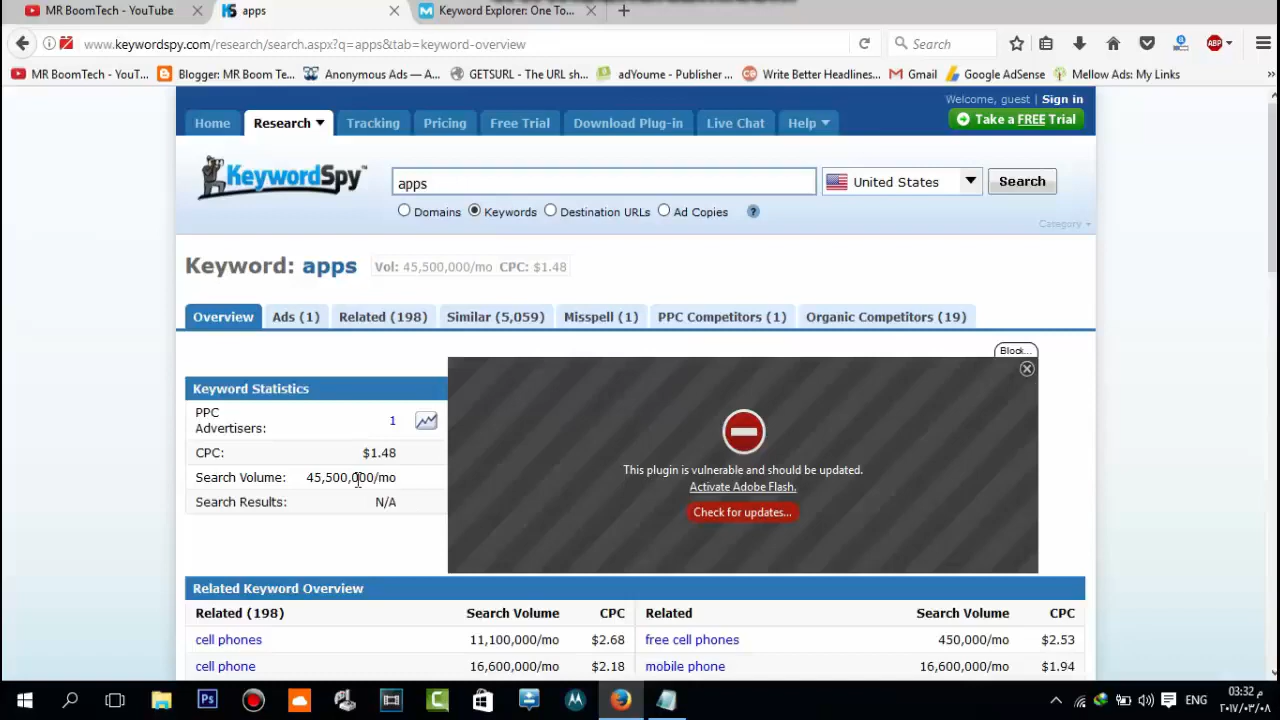 MR BoomTech - YouTube
apps
Keyword Explorer: One To...
www.keywordspy.com/research/search.aspx?q=apps&tab=keyword-overview
Search
ABP
MR BoomTech - YouT...
Blogger: MR Boom Te...
Anonymous Ads — A...
GETSURL - The URL sh...
adYoume - Publisher ...
Write Better Headlines...
Gmail
Google AdSense
Mellow Ads: My Links
Welcome, guest | Sign in
Home
Research
Tracking
Pricing
Free Trial
Download Plug-in
Live Chat
Help
Take a FREE Trial
KeywordSpy
apps
United States
Search
Domains
Keywords
Destination URLs
Ad Copies
?
Category
Keyword: apps
Vol: 45,500,000/mo CPC: $1.48
Overview
Ads (1)
Related (198)
Similar (5,059)
Misspell (1)
PPC Competitors (1)
Organic Competitors (19)
Block...
Keyword Statistics
PPC
Advertisers: 1
CPC: $1.48
Search Volume: 45,500,000/mo
Search Results: N/A
This plugin is vulnerable and should be updated.
Activate Adobe Flash.
Check for updates...
Related Keyword Overview
Related (198) Search Volume CPC Related Search Volume CPC
cell phones 11,100,000/mo $2.68 free cell phones 450,000/mo $2.53
cell phone 16,600,000/mo $2.18 mobile phone 16,600,000/mo $1.94
Ps
ENG
03:32 م
٢٠١٧/٠٣/٠٨